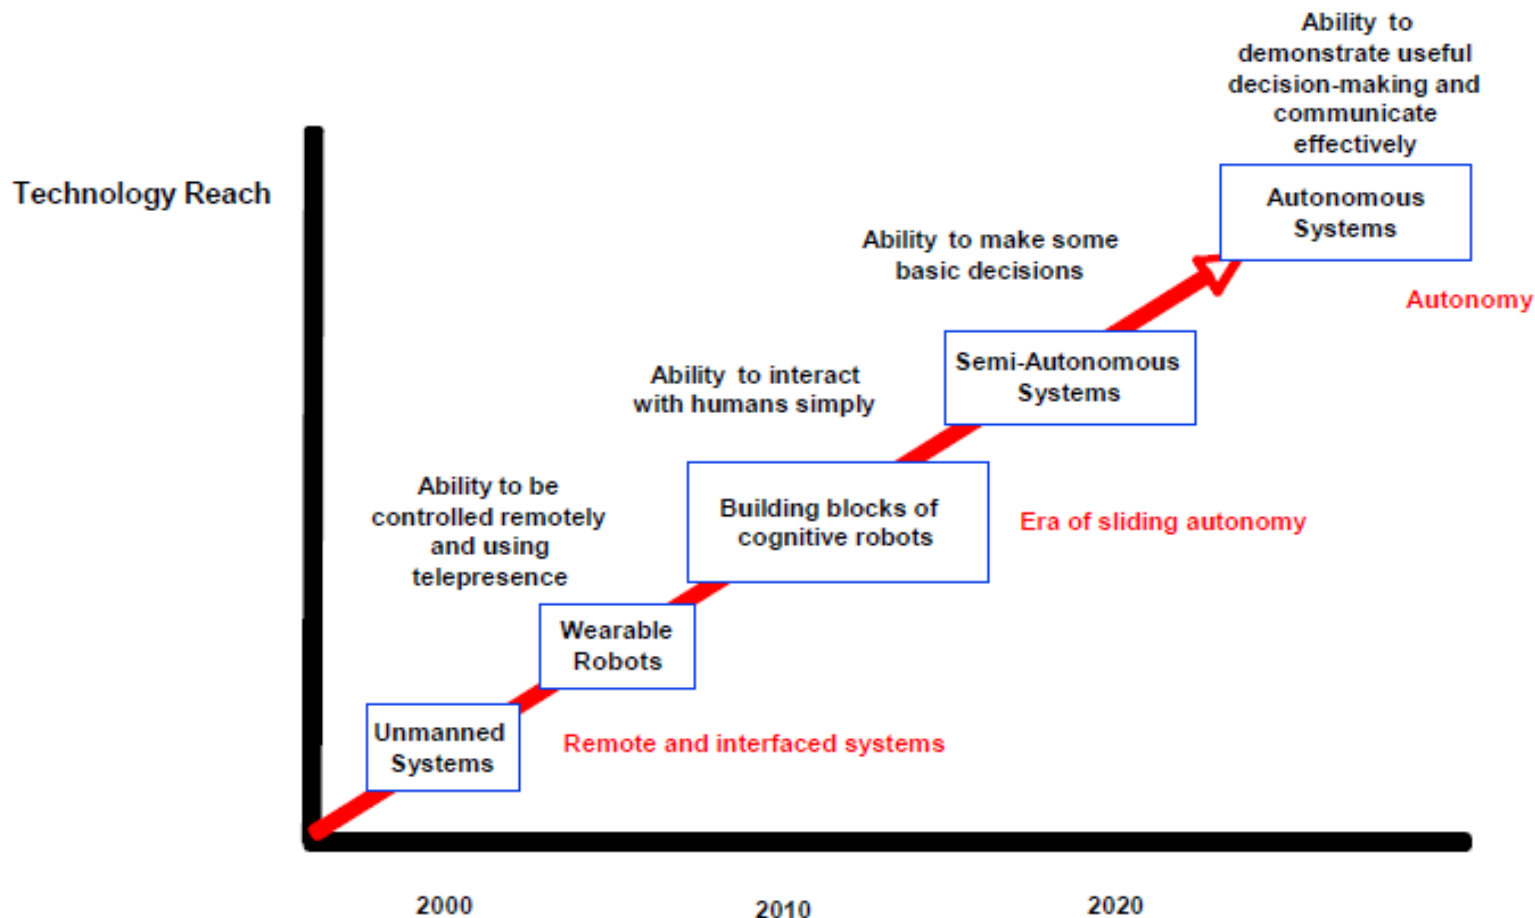 Ability to
demonstrate useful
decision-making and
communicate
effectively
Technology Reach
Autonomous
Systems
Ability to make some
basic decisions
Autonomy
Semi-Autonomous
Systems
Ability to interact
with humans simply
Building blocks of
cognitive robots
Era of sliding autonomy
Ability to be
controlled remotely
and using
telepresence
Wearable
Robots
Unmanned
Systems
Remote and interfaced systems
2000
2010
2020